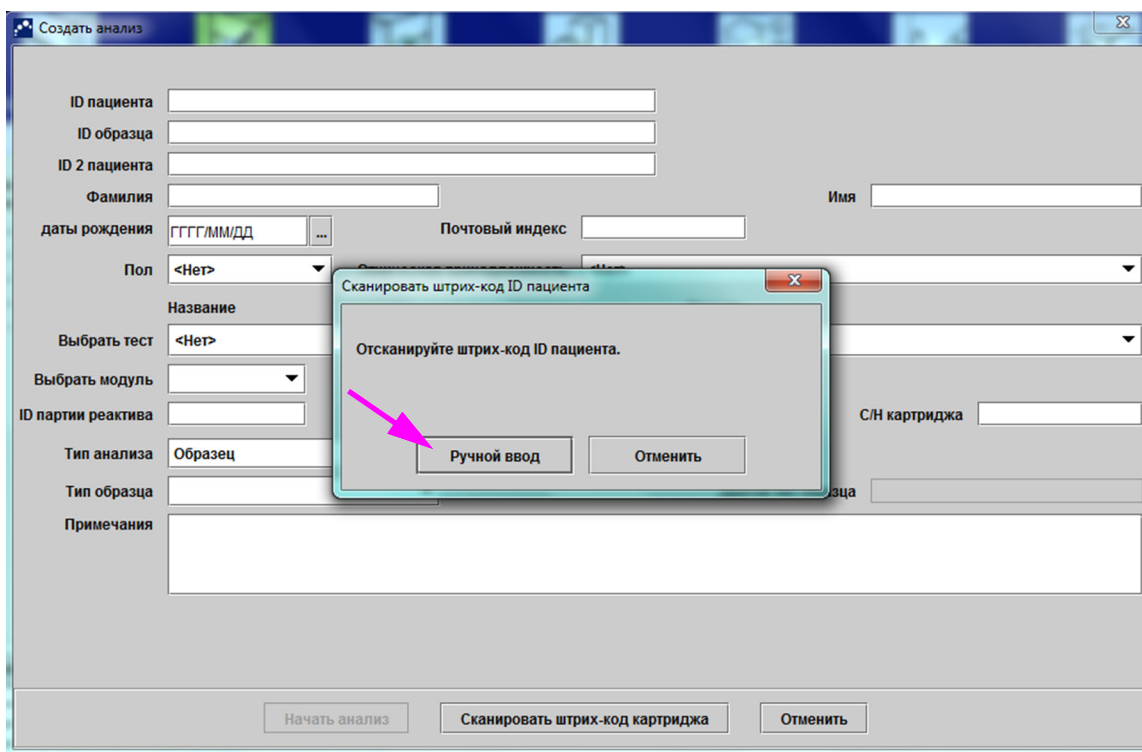 Создать анализ
ID пациента
ID образца
ID 2 пациента
Фамилия Имя
даты рождения ГГГГ/ММ/ДД ... Почтовый индекс
Пол <Нет>
Сканировать штрих-код ID пациента
Название
Выбрать тест <Нет>
Отсканируйте штрих-код ID пациента.
Выбрать модуль
ID партии реактива С/Н картриджа
Тип анализа Образец
Ручной ввод Отменить
Тип образца
Примечания
Начать анализ Сканировать штрих-код картриджа Отменить